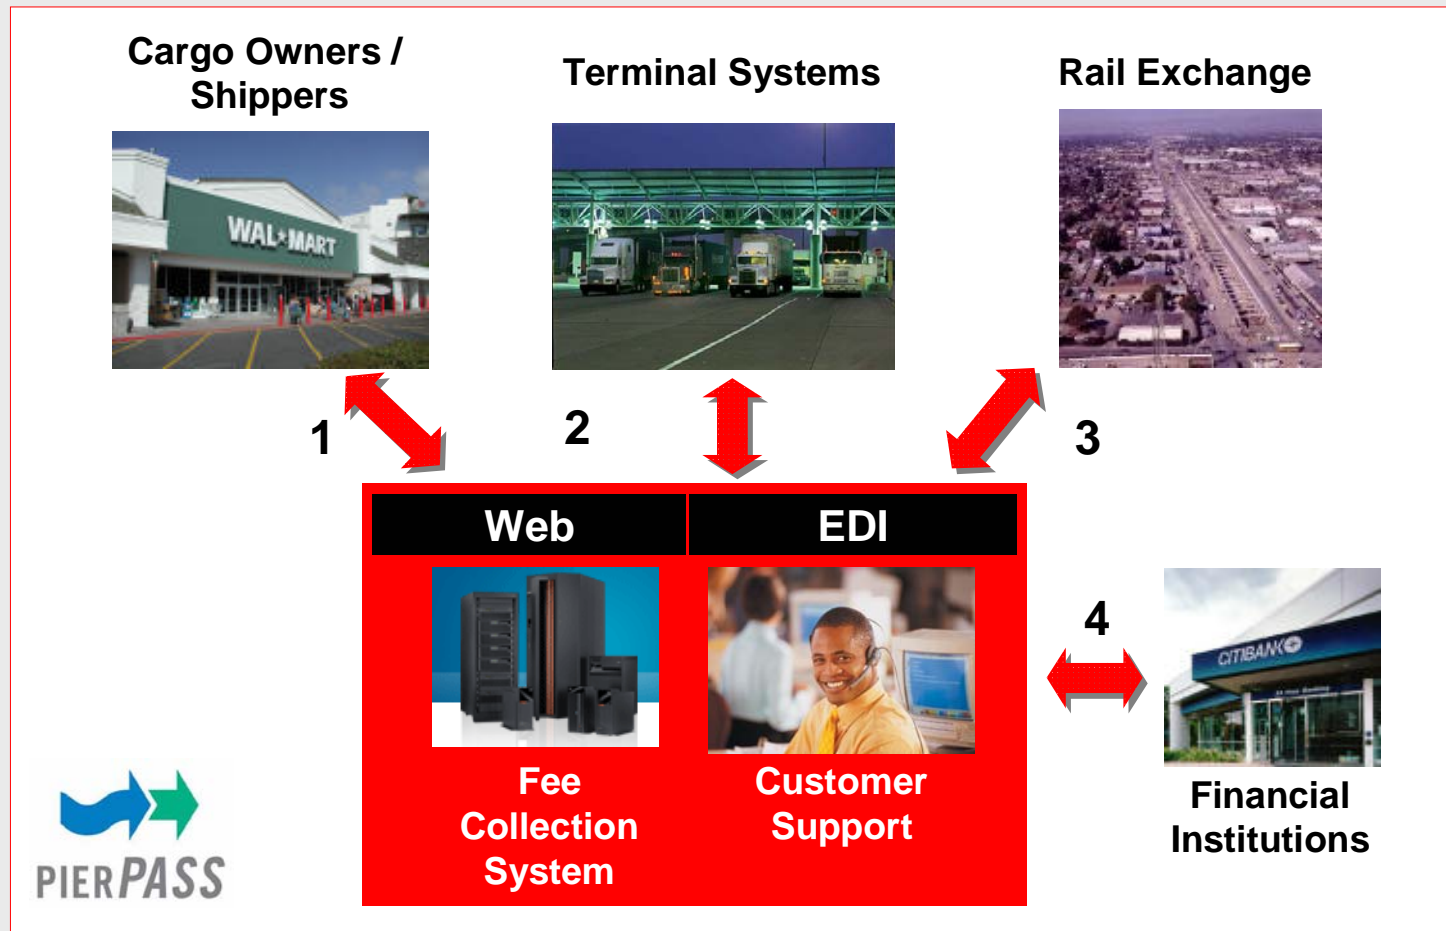 Cargo Owners /
Shippers
Terminal Systems
Rail Exchange
WAL★MART
1
2
3
Web
EDI
4
CITIBANK
Fee
Collection
System
Customer
Support
Financial
Institutions
PIERPASS